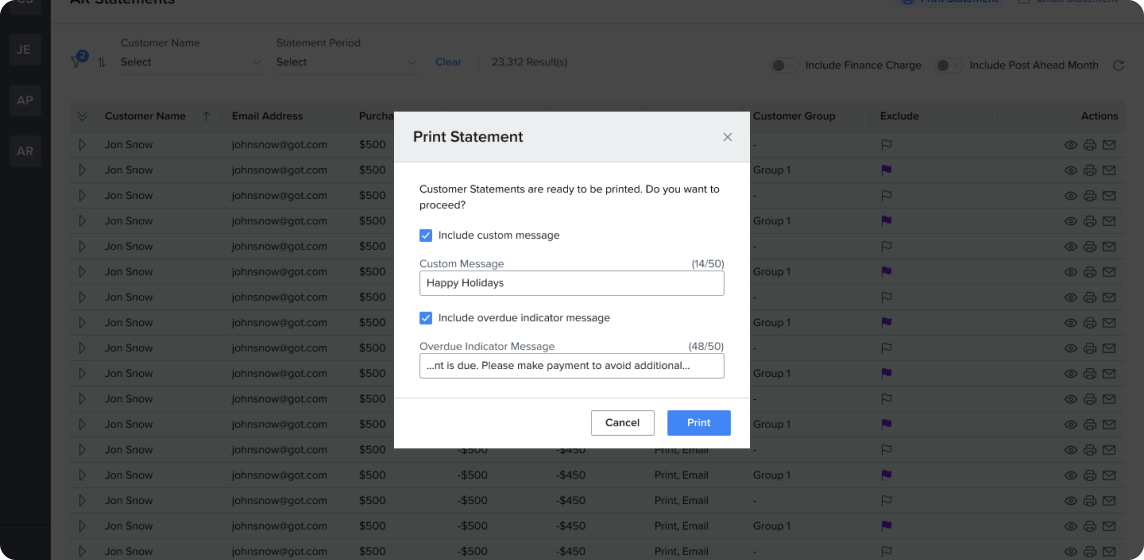 CS
AR Statements
Print Statement
Email Statement
JE
AP
AR
2
Customer Name
Select
Statement Period
Select
Clear
23,312 Result(s)
Include Finance Charge
Include Post Ahead Month
Customer Name Email Address Purcha Customer Group Exclude Actions
Jon Snow johnsnow@got.com $500 -
Jon Snow johnsnow@got.com $500 Group 1
Jon Snow johnsnow@got.com $500 -
Jon Snow johnsnow@got.com $500 Group 1
Jon Snow johnsnow@got.com $500 -
Jon Snow johnsnow@got.com $500 Group 1
Jon Snow johnsnow@got.com $500 -
Jon Snow johnsnow@got.com $500 Group 1
Jon Snow johnsnow@got.com $500 -
Jon Snow johnsnow@got.com $500 Group 1
Jon Snow johnsnow@got.com $500 -
Jon Snow johnsnow@got.com $500 Group 1
Jon Snow johnsnow@got.com $500 -$500 -$450 Print, Email -
Jon Snow johnsnow@got.com $500 -$500 -$450 Print, Email Group 1
Jon Snow johnsnow@got.com $500 -$500 -$450 Print, Email -
Jon Snow johnsnow@got.com $500 -$500 -$450 Print, Email Group 1
Jon Snow johnsnow@got.com $500 -$500 -$450 Print, Email -
Print Statement
Customer Statements are ready to be printed. Do you want to
proceed?
Include custom message
Custom Message (14/50)
Happy Holidays
Include overdue indicator message
Overdue Indicator Message (48/50)
...nt is due. Please make payment to avoid additional...
Cancel
Print